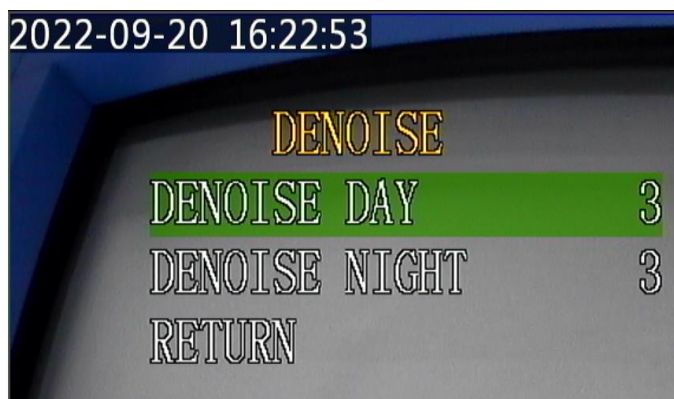 2022-09-20 16:22:53
DENOISE
DENOISE DAY 3
DENOISE NIGHT 3
RETURN